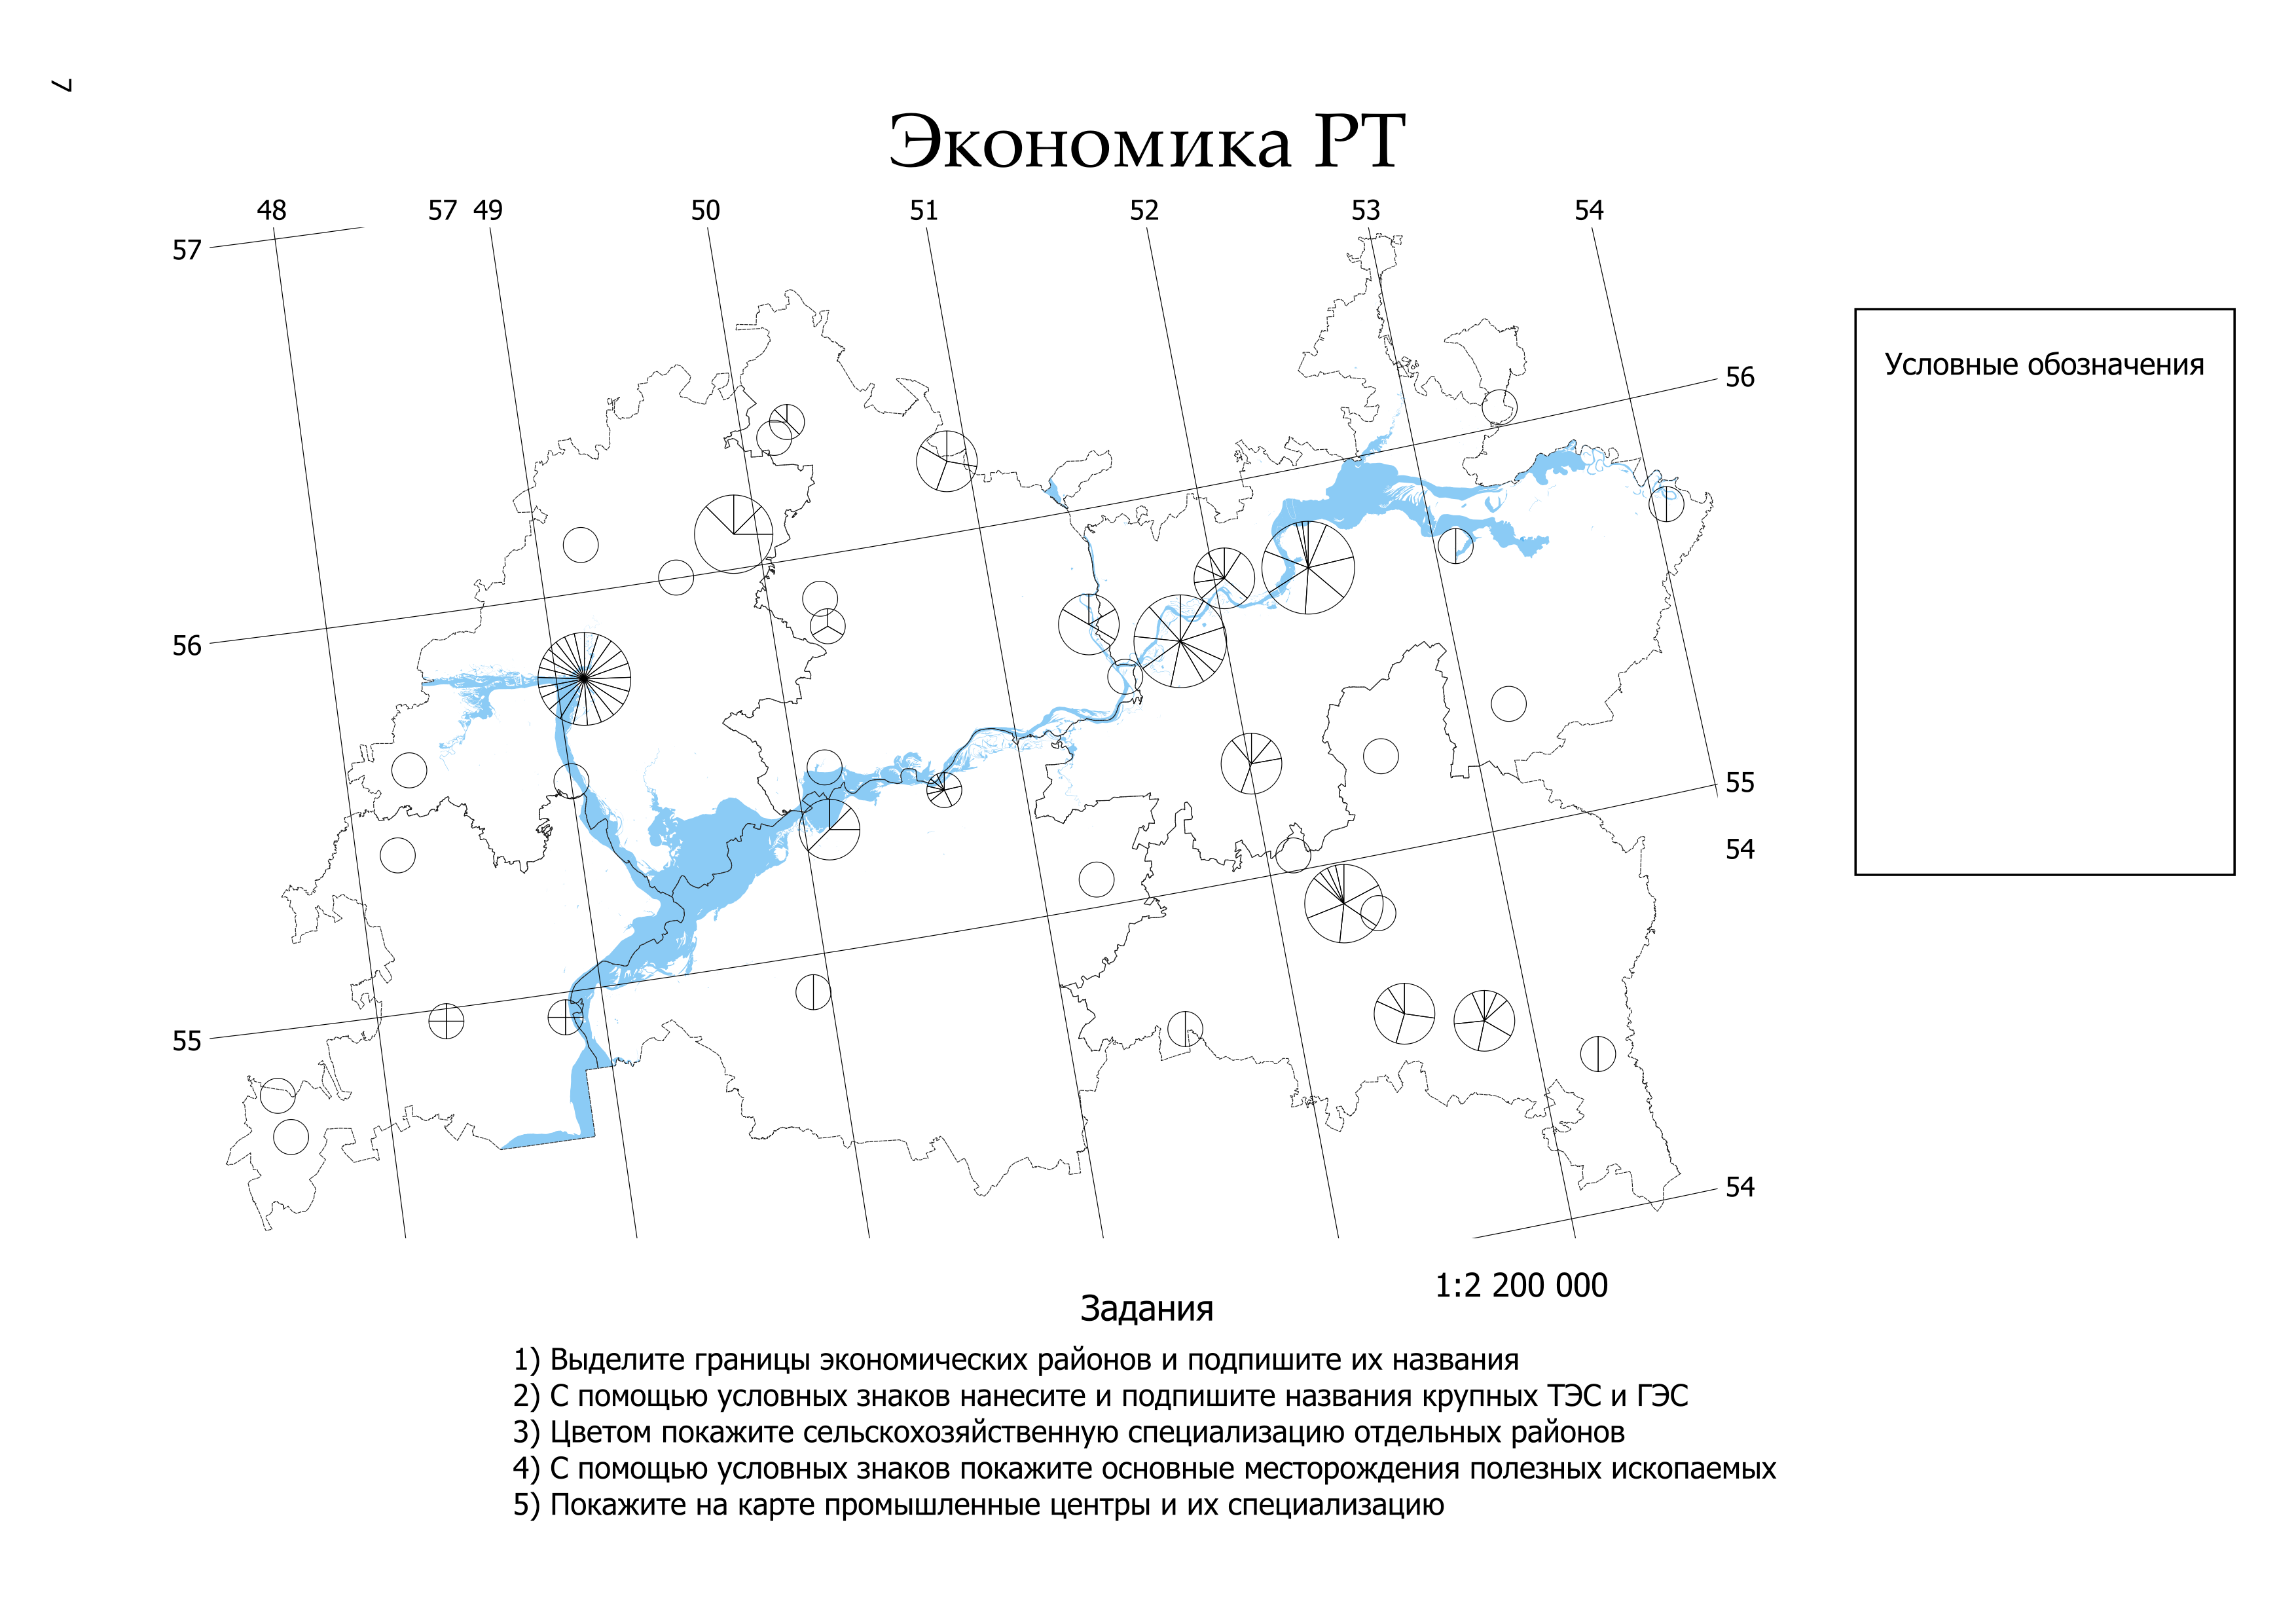 7
Экономика РТ
48 57 49 50 51 52 53 54
57
56
Условные обозначения
56
55
54
55
54
1:2 200 000
Задания
1) Выделите границы экономических районов и подпишите их названия
2) С помощью условных знаков нанесите и подпишите названия крупных ТЭС и ГЭС
3) Цветом покажите сельскохозяйственную специализацию отдельных районов
4) С помощью условных знаков покажите основные месторождения полезных ископаемых
5) Покажите на карте промышленные центры и их специализацию